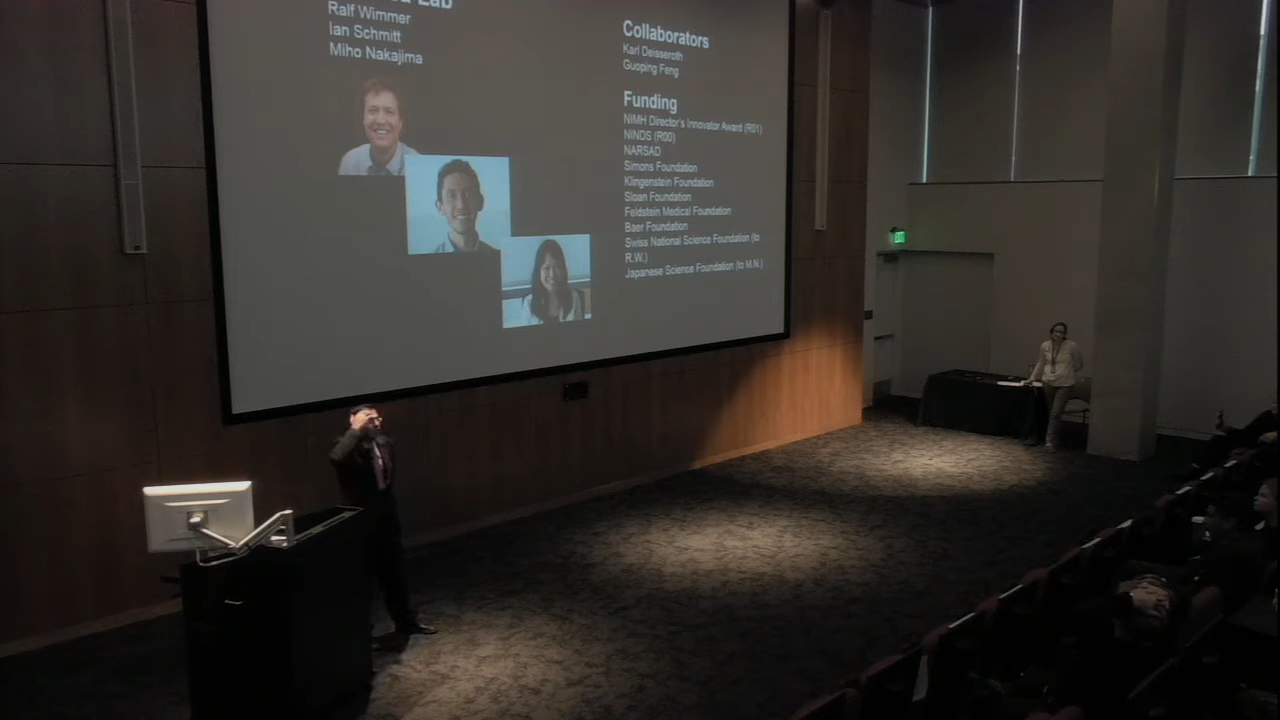 Lab
Ralf Wimmer
Ian Schmitt
Miho Nakajima
Collaborators
Karl Deisseroth
Guoping Feng
Funding
NIMH Director's Innovator Award (R01)
NINDS (R00)
NARSAD
Simons Foundation
Klingenstein Foundation
Sloan Foundation
Feldstein Medical Foundation
Baer Foundation
Swiss National Science Foundation (to
R.W.)
Japanese Science Foundation (to M.N.)